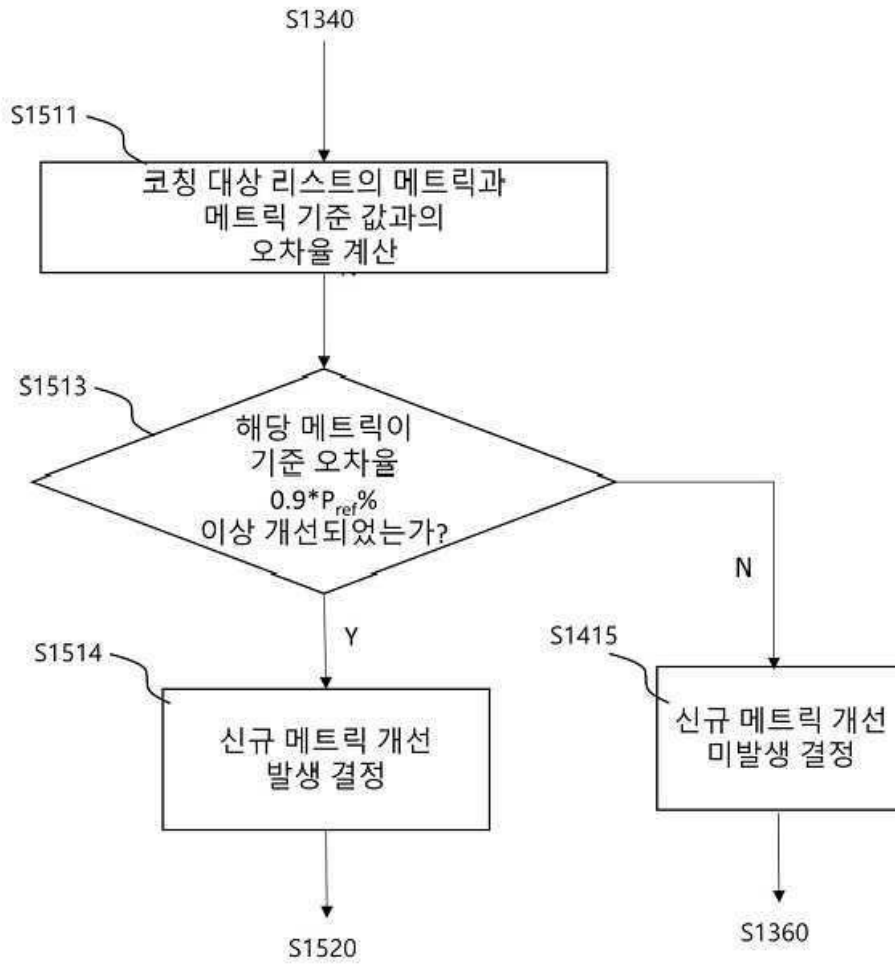 S1340
S1511
코칭 대상 리스트의 메트릭과
메트릭 기준 값과의
오차율 계산
S1513
해당 메트릭이
기준 오차율
0.9*Pref%
이상 개선되었는가?
N
Y
S1514
S1415
신규 메트릭 개선
발생 결정
신규 메트릭 개선
미발생 결정
S1520
S1360